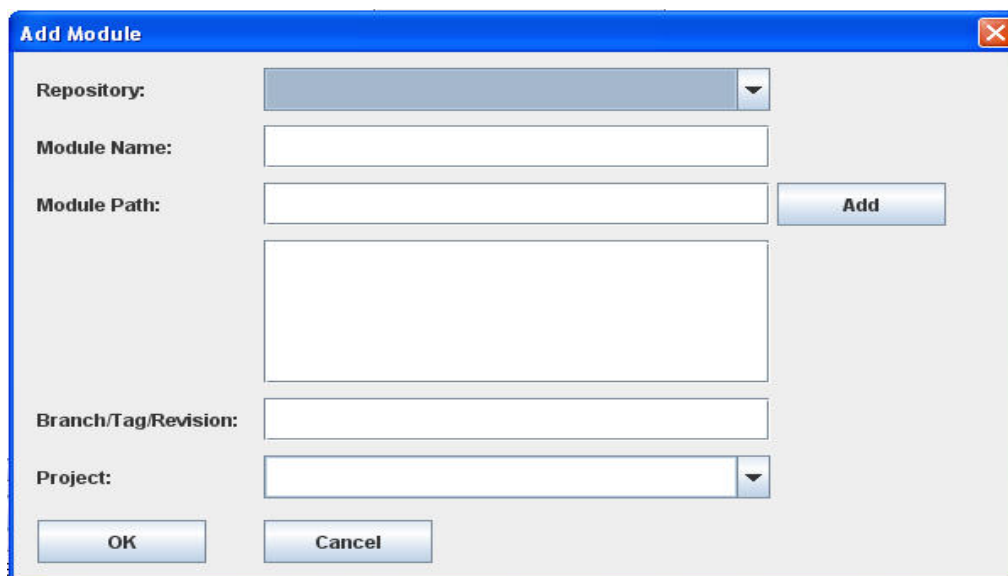 Add Module
Repository:
Module Name:
Module Path:
Add
Branch/Tag/Revision:
Project:
OK
Cancel